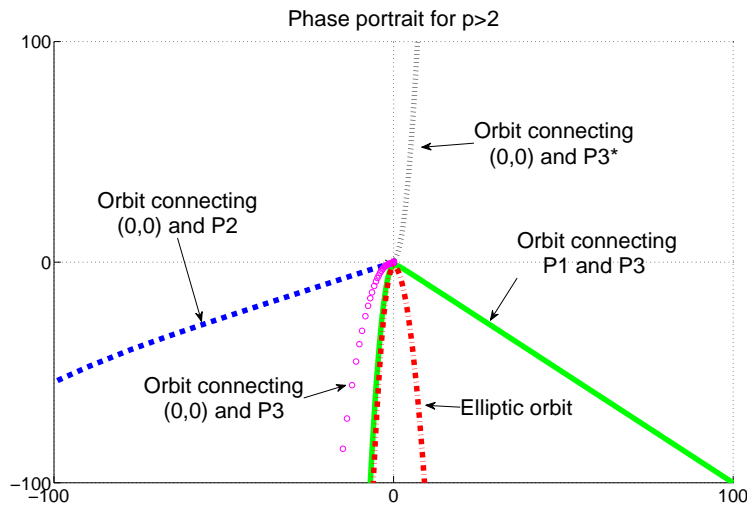 Phase portrait for p>2
100
Orbit connecting
(0,0) and P3*
Orbit connecting
(0,0) and P2
Orbit connecting
P1 and P3
0
Orbit connecting
(0,0) and P3
Elliptic orbit
−100
−100
0
100